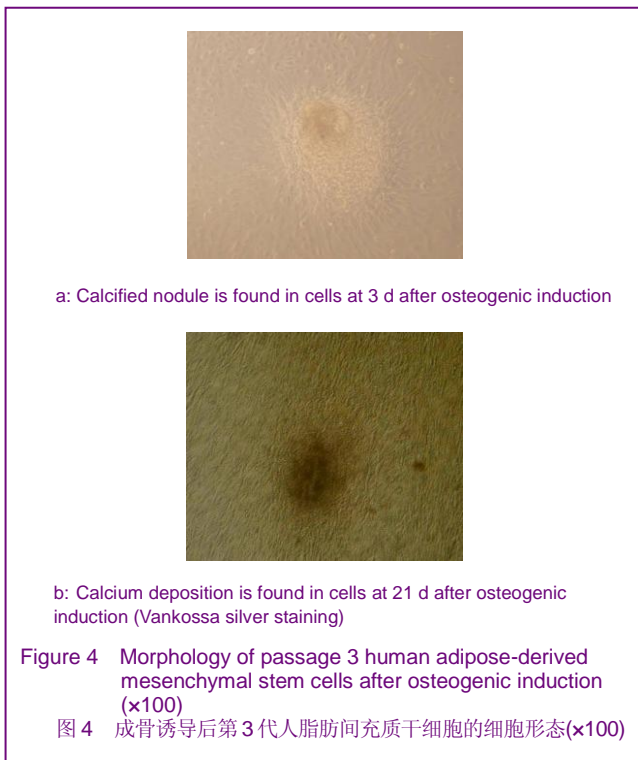 a: Calcified nodule is found in cells at 3 d after osteogenic induction
b: Calcium deposition is found in cells at 21 d after osteogenic
induction (Vankossa silver staining)
Figure 4 Morphology of passage 3 human adipose-derived
mesenchymal stem cells after osteogenic induction
(×100)
图 4 成骨诱导后第 3 代人脂肪间充质干细胞的细胞形态(×100)